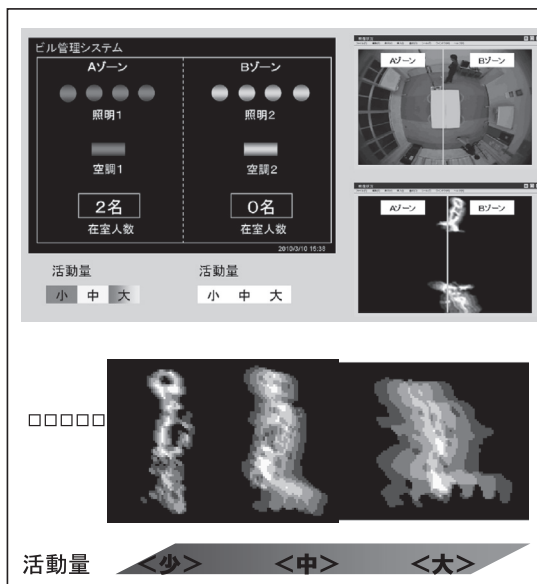 ビル管理システム
Aゾーン Bゾーン
照明1 照明2
空調1 空調2
2名 0名
在室人数 在室人数
2010/3/10 15:35
活動量 活動量
小 中 大 小 中 大
Aゾーン Bゾーン
Aゾーン Bゾーン
□□□□□
活動量 <少> <中> <大>